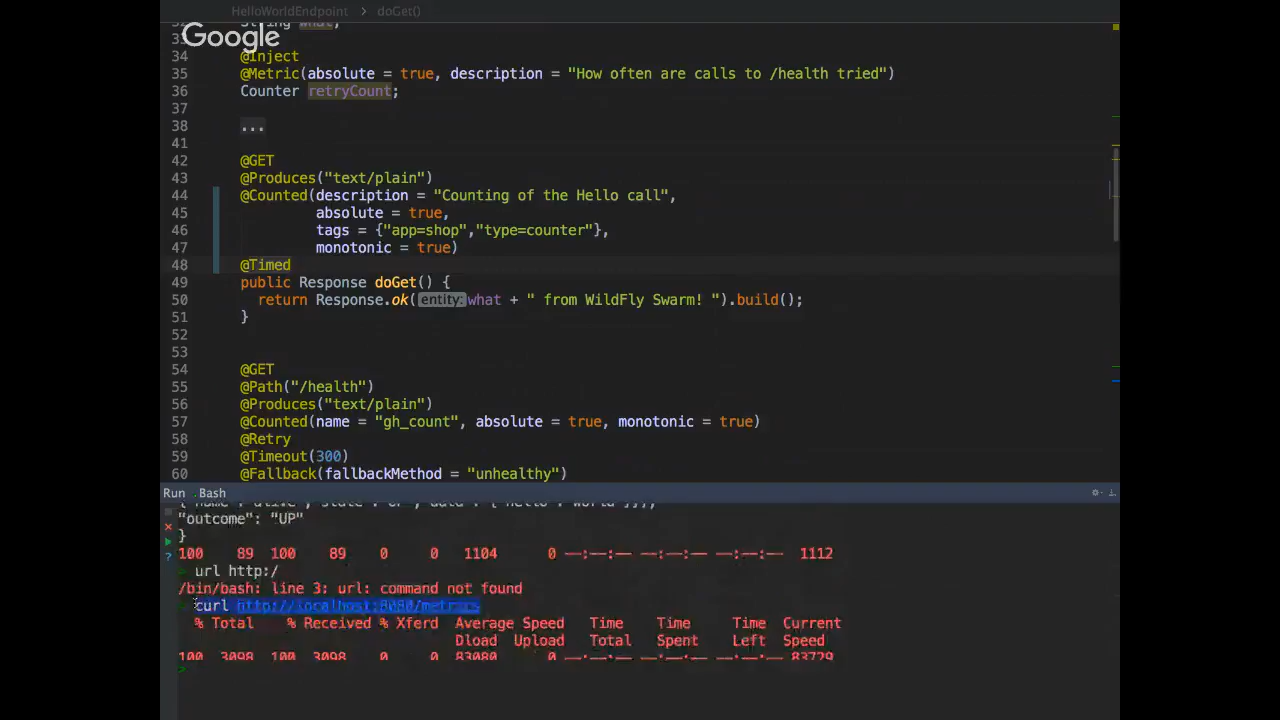 HelloWorldEndpoint > doGet()
Google
32 String what;
33
34 @Inject
35 @Metric(absolute = true, description = "How often are calls to /health tried")
36 Counter retryCount;
37
38 ...
41
42 @GET
43 @Produces("text/plain")
44 @Counted(description = "Counting of the Hello call",
45 absolute = true,
46 tags = {"app=shop","type=counter"},
47 monotonic = true)
48 @Timed
49 public Response doGet() {
50 return Response.ok( entity: what + " from WildFly Swarm! ").build();
51 }
52
53
54 @GET
55 @Path("/health")
56 @Produces("text/plain")
57 @Counted(name = "gh_count", absolute = true, monotonic = true)
58 @Retry
59 @Timeout(300)
60 @Fallback(fallbackMethod = "unhealthy")
Run Bash
"outcome": "UP"
}
100 89 100 89 0 0 1104 0 --:--:-- --:--:-- --:--:-- 1112
url http:/
/bin/bash: line 3: url: command not found
curl http://localhost:8080/metrics
% Total % Received % Xferd Average Speed Time Time Time Current
Dload Upload Total Spent Left Speed
100 3098 100 3098 0 0 83080 0 --:--:-- --:--:-- --:--:-- 83729
>